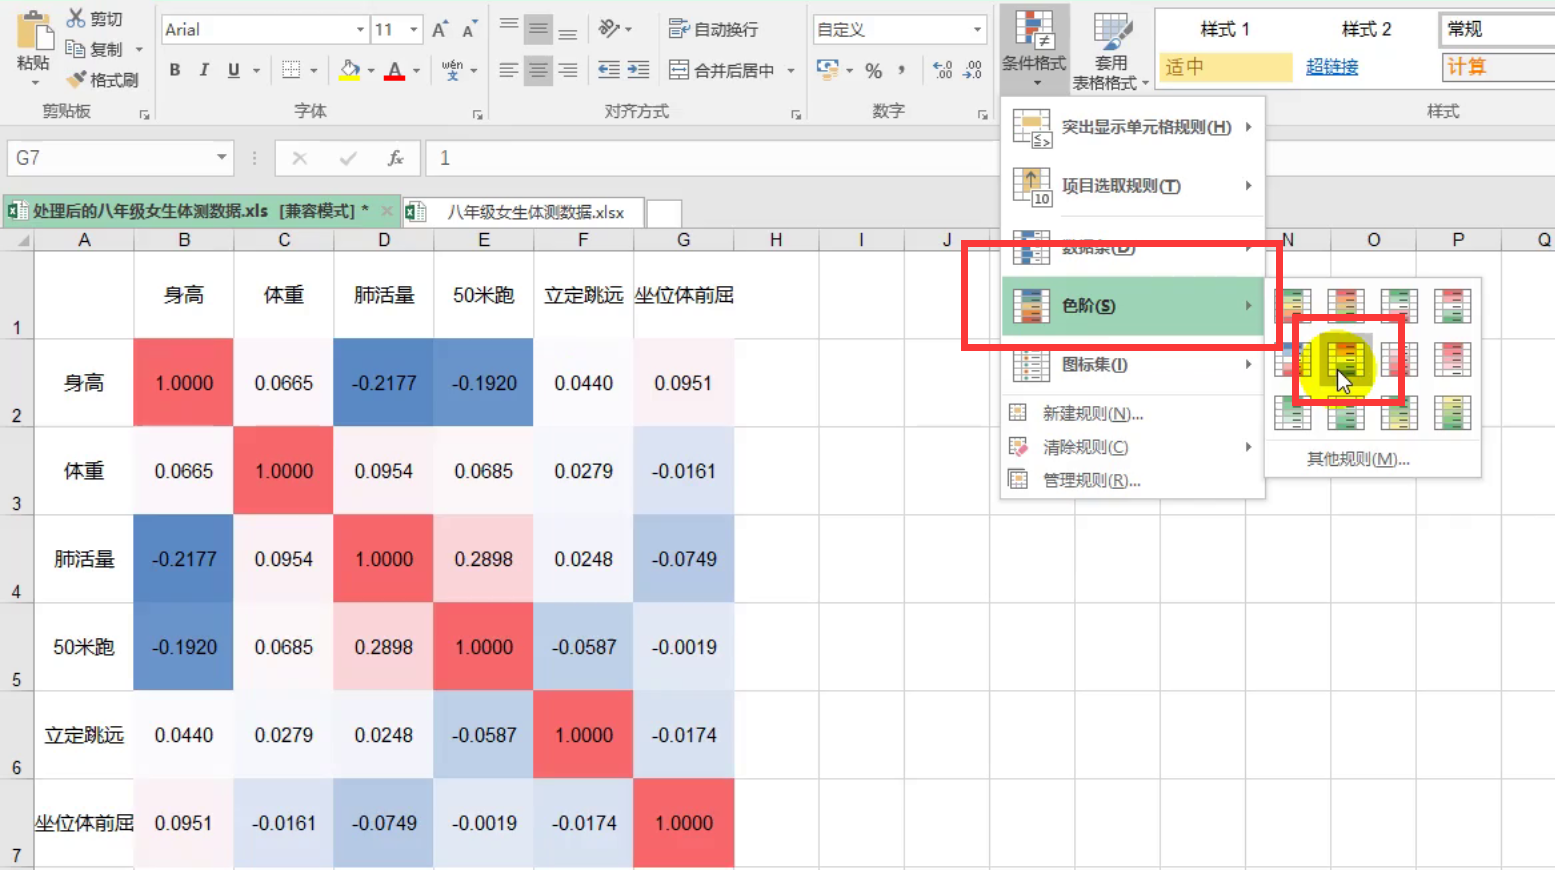 剪切
复制
格式刷
粘贴
剪贴板
Arial 11
B I U
wén
文
字体
自动换行
合并后居中
对齐方式
自定义
% ,
数字
条件格式
套用
表格格式
样式 1 样式 2 常规
适中 超链接 计算
样式
G7 fx 1
处理后的八年级女生体测数据.xls [兼容模式] *
八年级女生体测数据.xlsx
突出显示单元格规则(H)
项目选取规则(T)
数据条(D)
色阶(S)
图标集(I)
新建规则(N)...
清除规则(C)
管理规则(R)...
其他规则(M)...
A B C D E F G H I J N O P Q
1 身高 体重 肺活量 50米跑 立定跳远 坐位体前屈
2 身高 1.0000 0.0665 -0.2177 -0.1920 0.0440 0.0951
3 体重 0.0665 1.0000 0.0954 0.0685 0.0279 -0.0161
4 肺活量 -0.2177 0.0954 1.0000 0.2898 0.0248 -0.0749
5 50米跑 -0.1920 0.0685 0.2898 1.0000 -0.0587 -0.0019
6 立定跳远 0.0440 0.0279 0.0248 -0.0587 1.0000 -0.0174
7 坐位体前屈 0.0951 -0.0161 -0.0749 -0.0019 -0.0174 1.0000